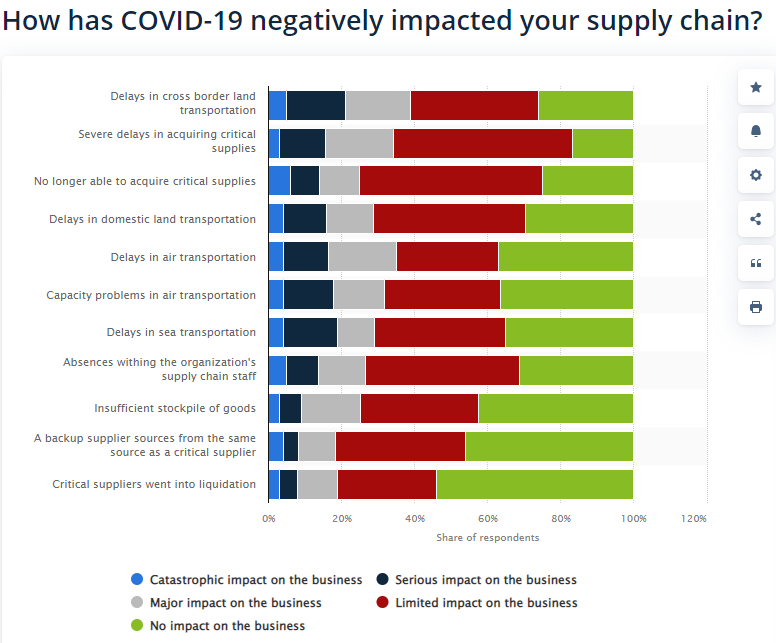 How has COVID-19 negatively impacted your supply chain?
Delays in cross border land
transportation
Severe delays in acquiring critical
supplies
No longer able to acquire critical supplies
Delays in domestic land transportation
Delays in air transportation
Capacity problems in air transportation
Delays in sea transportation
Absences withing the organization's
supply chain staff
Insufficient stockpile of goods
A backup supplier sources from the same
source as a critical supplier
Critical suppliers went into liquidation
0% 20% 40% 60% 80% 100% 120%
Share of respondents
Catastrophic impact on the business Serious impact on the business
Major impact on the business Limited impact on the business
No impact on the business